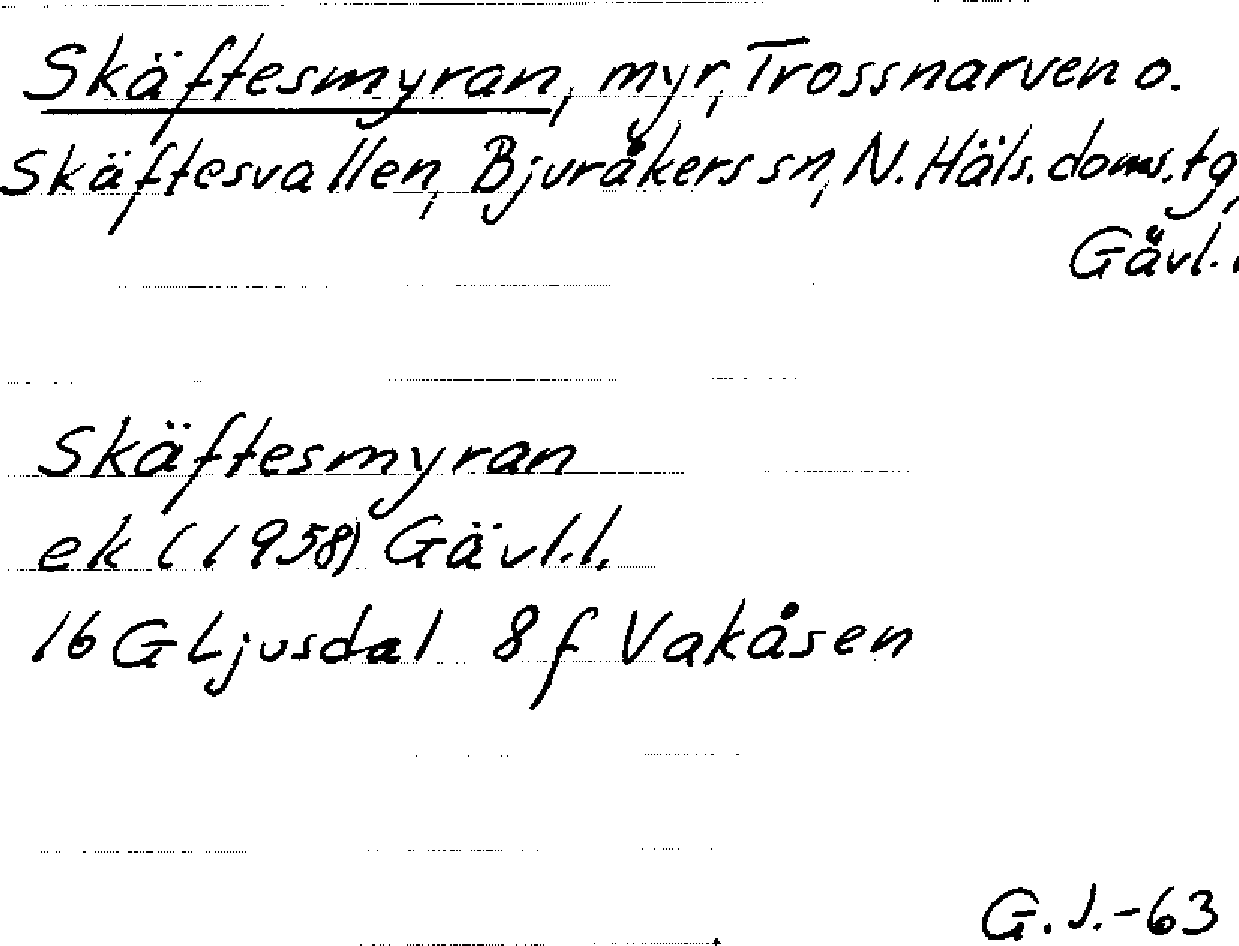 Skäftesmyran, myr, Trossnarven o.
Skäftesvallen, Bjuråkers sn, N. Häls. doms. tg,
Gävl. l
Skäftesmyran
ek (1958) Gävl.l.
16 G Ljusdal 8 f Vakåsen
G.J.-63